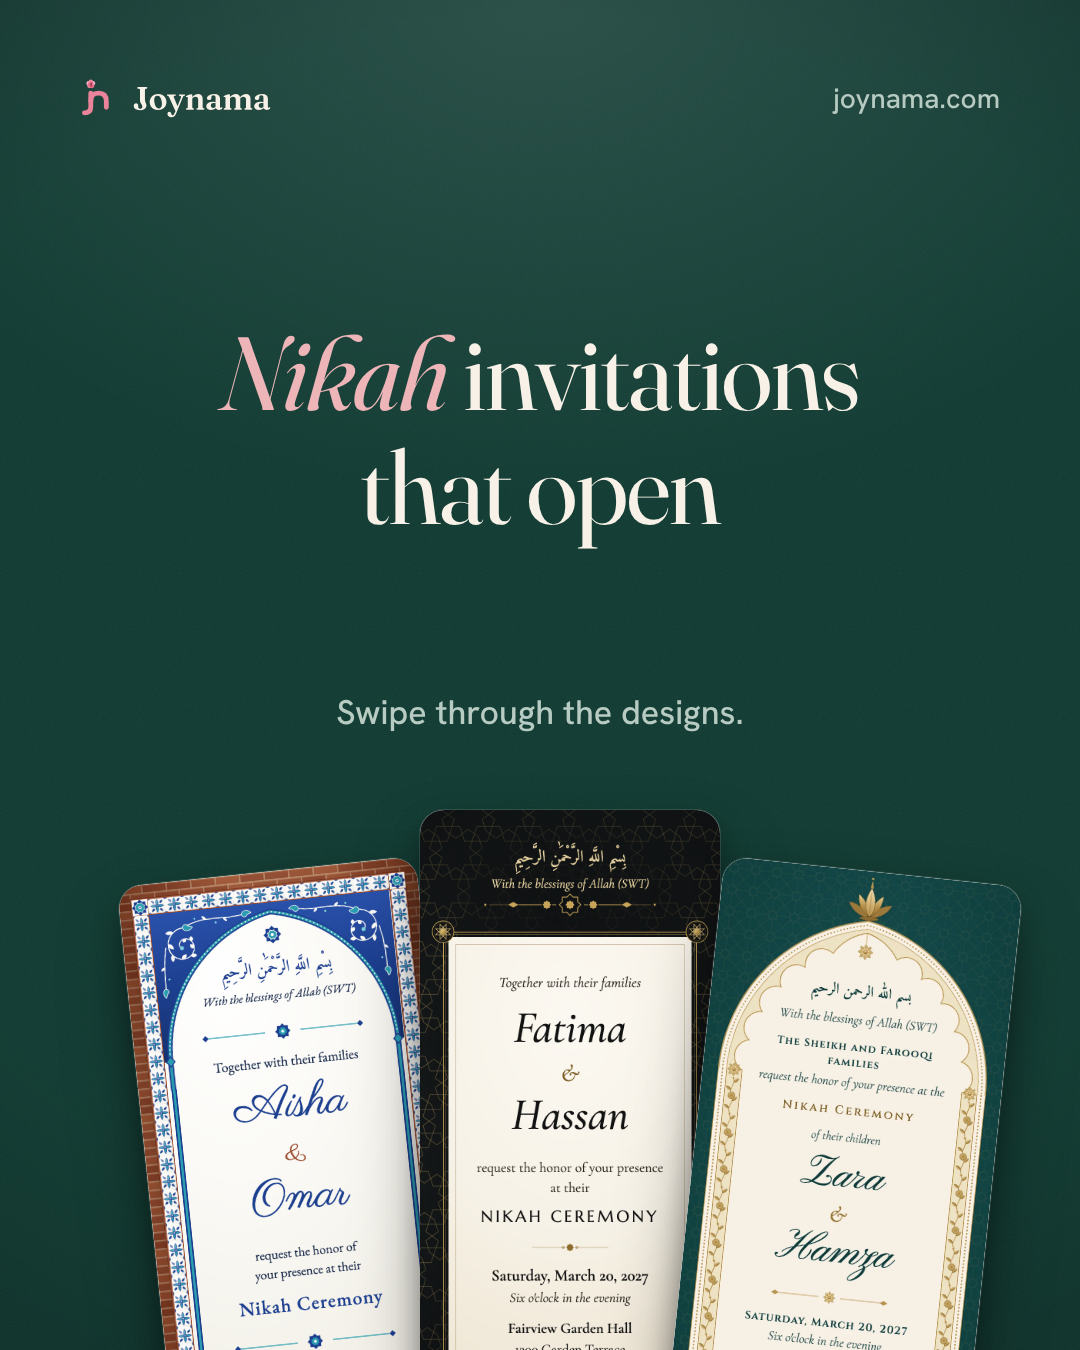 Joynama
joynama.com
Nikah invitations
that open
Swipe through the designs.
بِسْمِ اللَّهِ الرَّحْمَٰنِ الرَّحِيمِ
With the blessings of Allah (SWT)
Together with their families
Aisha
&
Omar
request the honor of
your presence at their
Nikah Ceremony
بِسْمِ اللَّهِ الرَّحْمَٰنِ الرَّحِيمِ
With the blessings of Allah (SWT)
Together with their families
Fatima
&
Hassan
request the honor of your presence
at their
NIKAH CEREMONY
Saturday, March 20, 2027
Six o'clock in the evening
Fairview Garden Hall
1200 Garden Terrace
بسم الله الرحمن الرحيم
With the blessings of Allah (SWT)
The Sheikh and Farooqi
Families
request the honor of your presence at the
Nikah Ceremony
of their children
Zara
&
Hamza
Saturday, March 20, 2027
Six o'clock in the evening